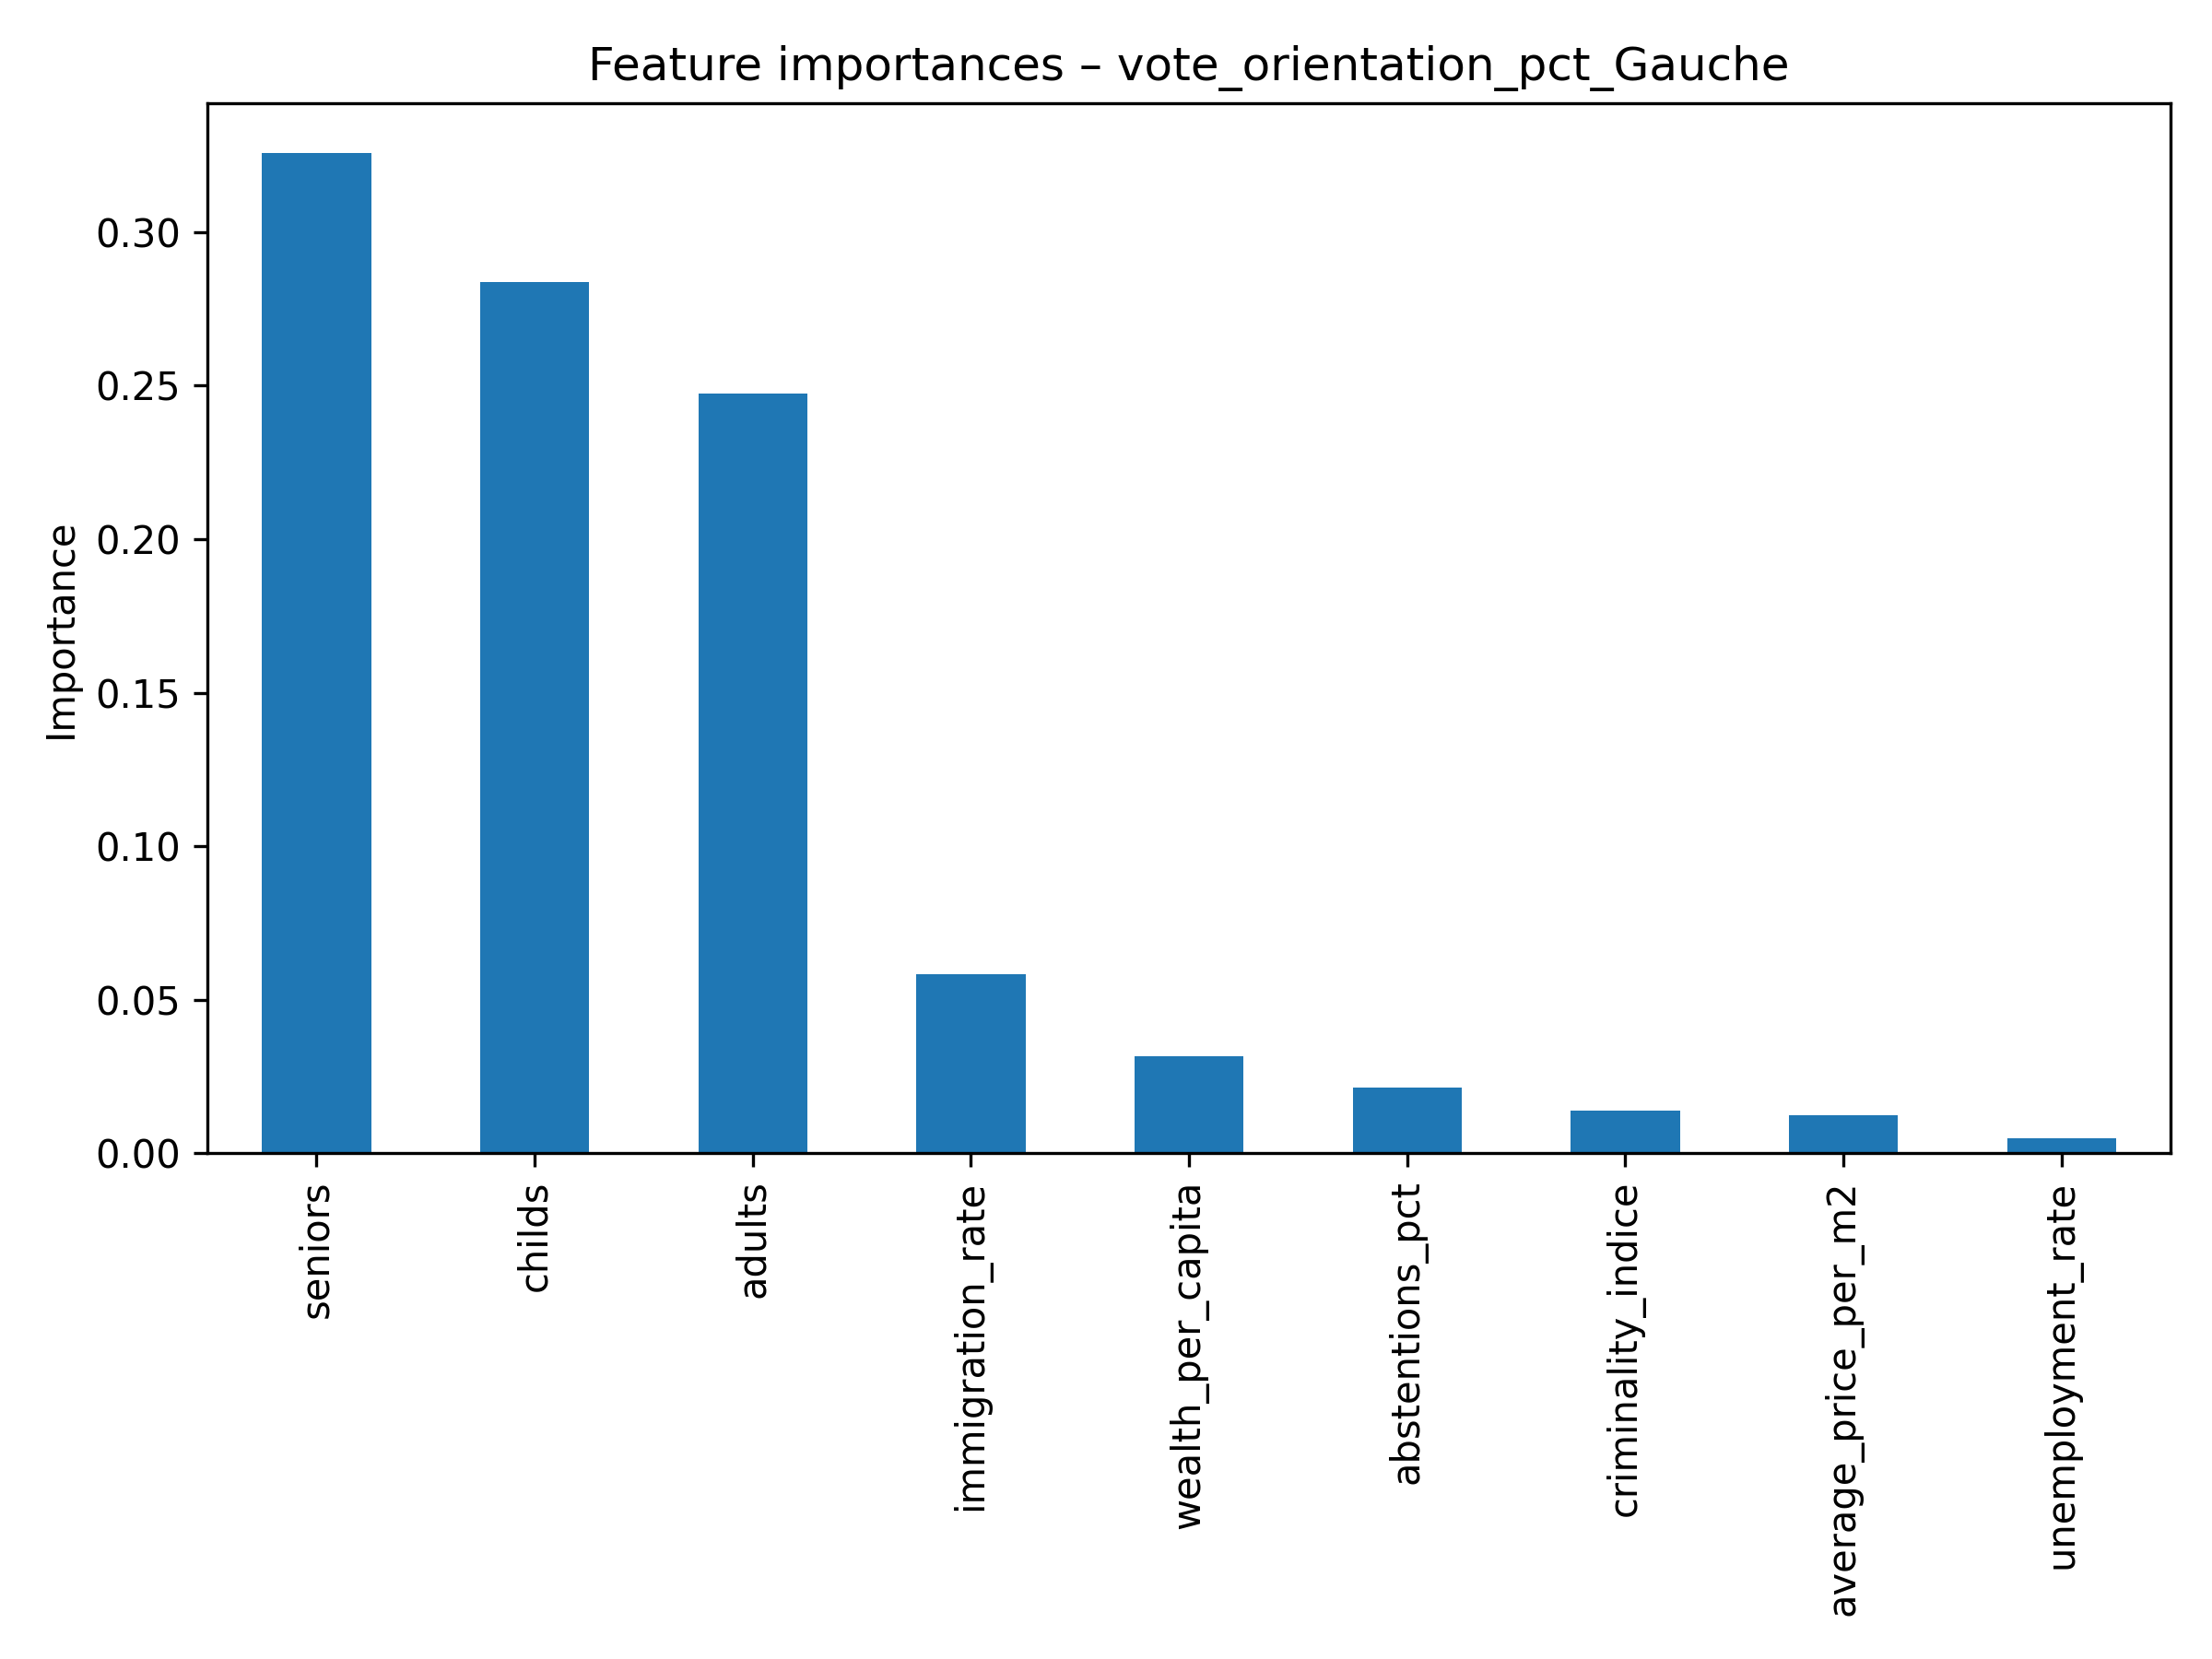 Feature importances – vote_orientation_pct_Gauche
Importance
0.30
0.25
0.20
0.15
0.10
0.05
0.00
seniors
childs
adults
immigration_rate
wealth_per_capita
abstentions_pct
criminality_indice
average_price_per_m2
unemployment_rate